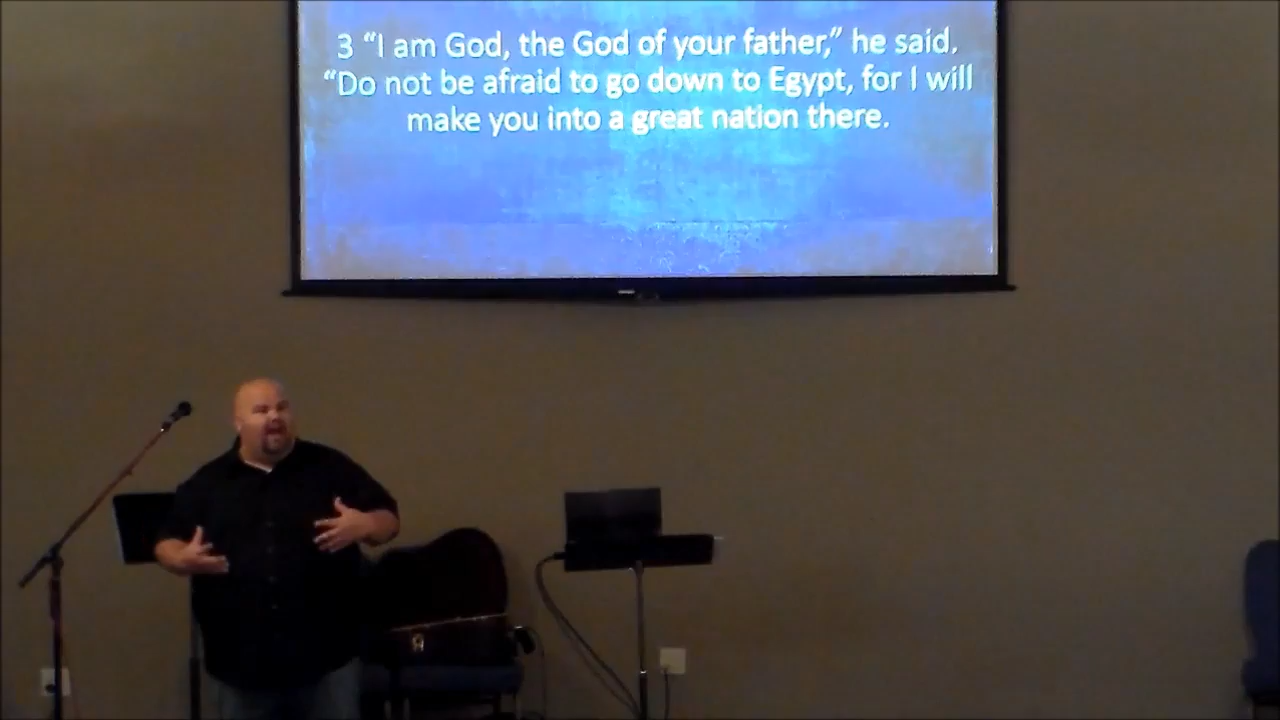 3 “I am God, the God of your father,” he said.
“Do not be afraid to go down to Egypt, for I will
make you into a great nation there.